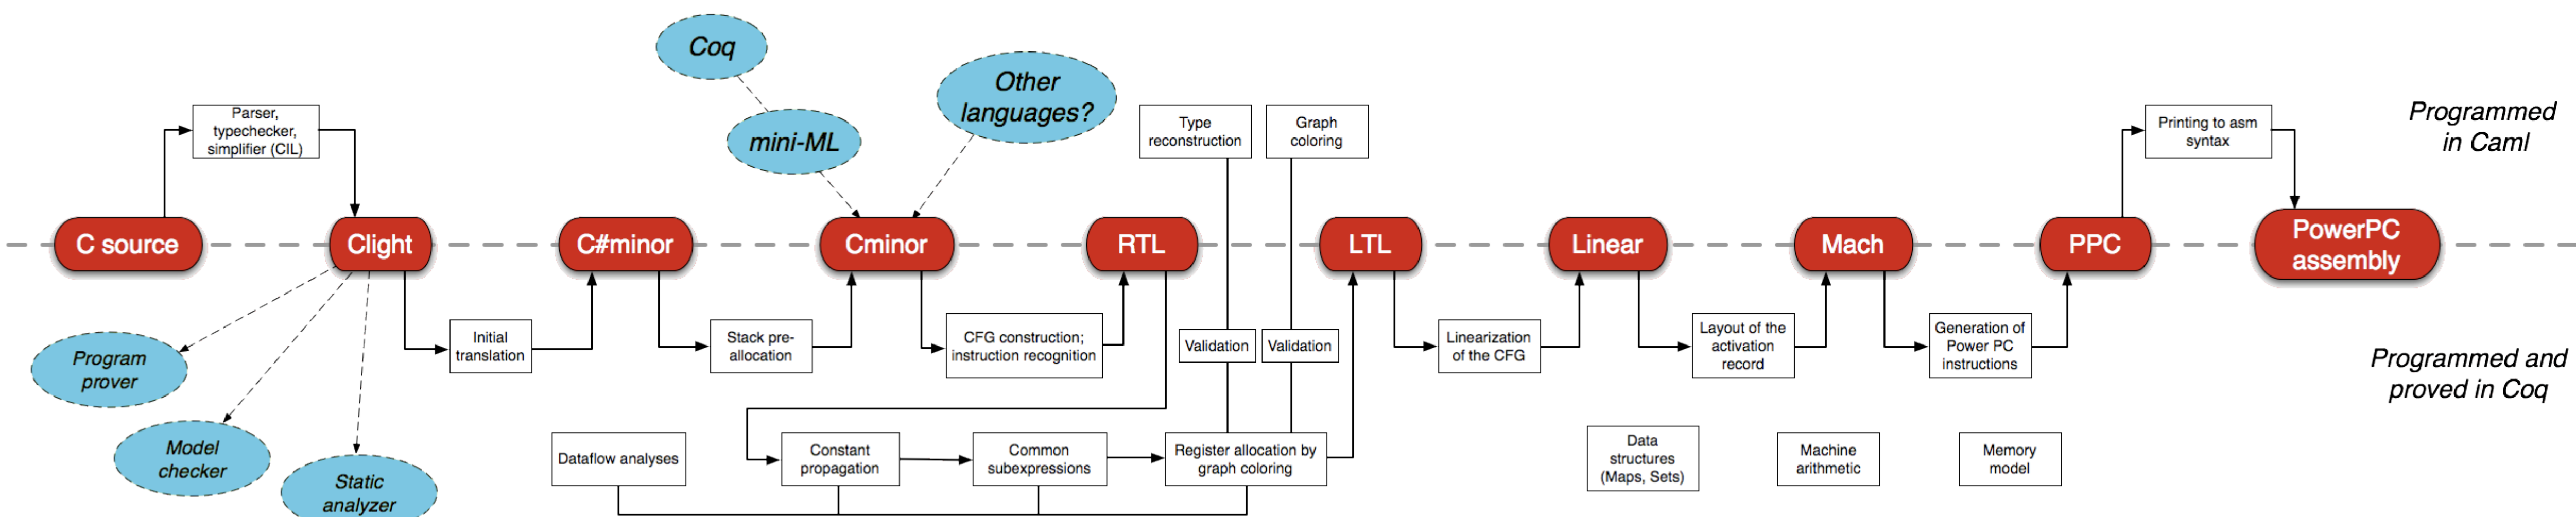 Coq
Other
languages?
mini-ML
Parser,
typechecker,
simplifier (CIL)
Type
reconstruction
Graph
coloring
Printing to asm
syntax
Programmed
in Caml
C source
Clight
C#minor
Cminor
RTL
LTL
Linear
Mach
PPC
PowerPC
assembly
Program
prover
Model
checker
Static
analyzer
Initial
translation
Stack pre-
allocation
CFG construction;
instruction recognition
Validation
Validation
Linearization
of the CFG
Layout of the
activation
record
Generation of
Power PC
instructions
Programmed and
proved in Coq
Dataflow analyses
Constant
propagation
Common
subexpressions
Register allocation by
graph coloring
Data
structures
(Maps, Sets)
Machine
arithmetic
Memory
model